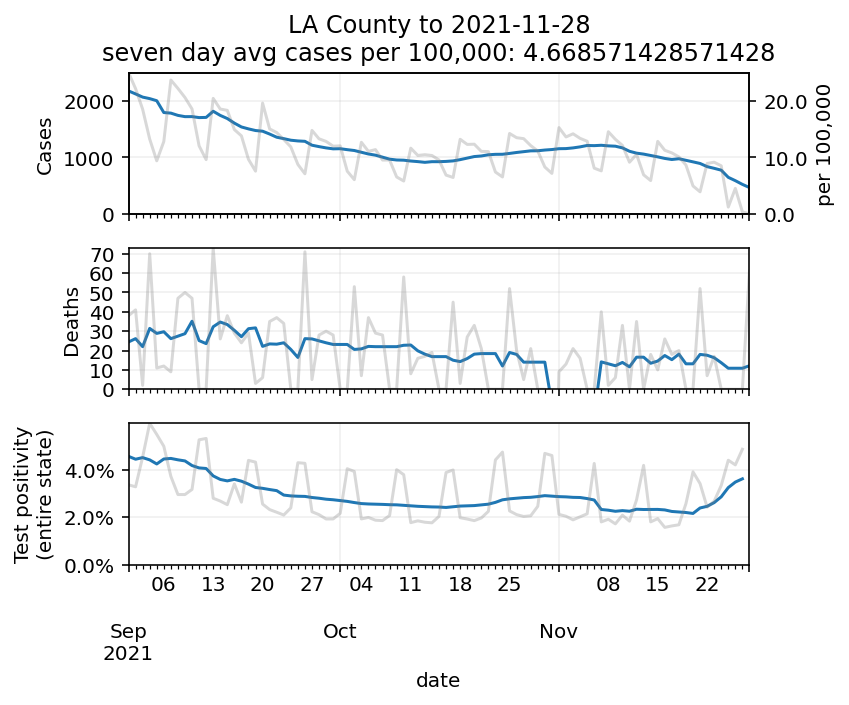 LA County to 2021-11-28
seven day avg cases per 100,000: 4.668571428571428
Cases
2000
1000
0
20.0
10.0
0.0
per 100,000
Deaths
70
60
50
40
30
20
10
0
Test positivity
(entire state)
4.0%
2.0%
0.0%
06 13 20 27 04 11 18 25 08 15 22
Sep Oct Nov
2021
date